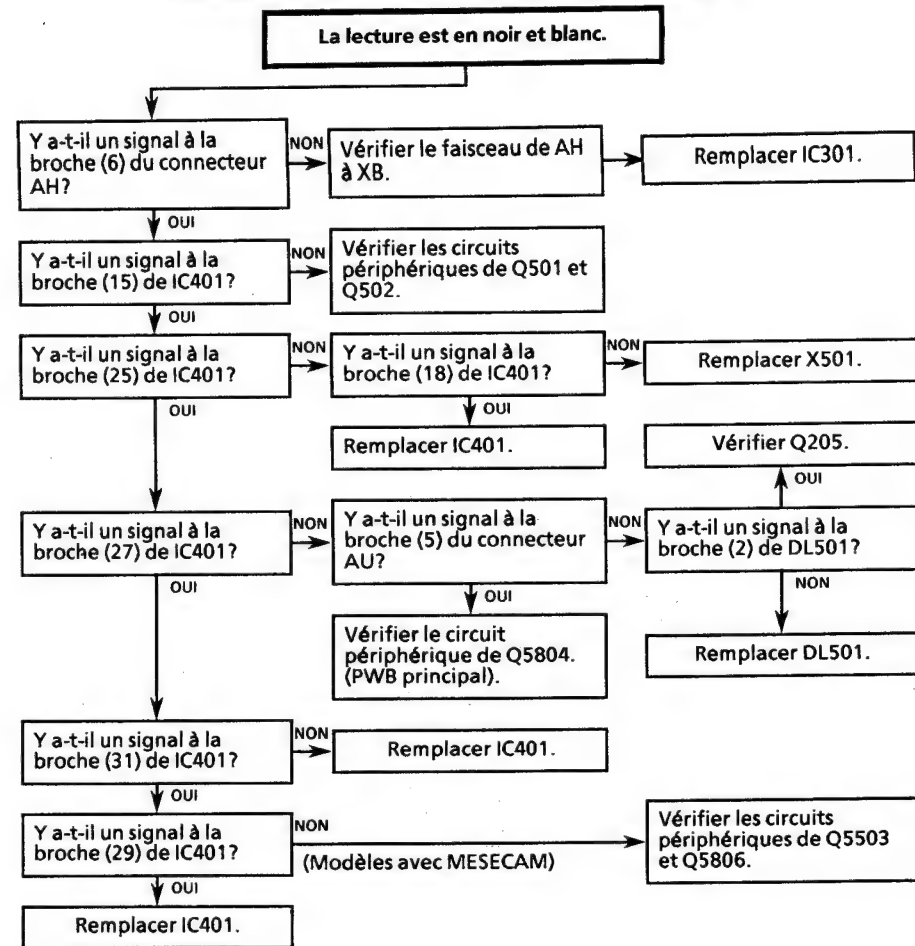 La lecture est en noir et blanc.
Y a-t-il un signal à la
broche (6) du connecteur
AH?
NON
Vérifier le faisceau de AH
à XB.
Remplacer IC301.
OUI
Y a-t-il un signal à la
broche (15) de IC401?
NON
Vérifier les circuits
périphériques de Q501 et
Q502.
OUI
Y a-t-il un signal à la
broche (25) de IC401?
NON
Y a-t-il un signal à la
broche (18) de IC401?
NON
Remplacer X501.
OUI
OUI
Remplacer IC401.
Vérifier Q205.
OUI
Y a-t-il un signal à la
broche (27) de IC401?
NON
Y a-t-il un signal à la
broche (5) du connecteur
AU?
NON
Y a-t-il un signal à la
broche (2) de DL501?
OUI
OUI
NON
Vérifier le circuit
périphérique de Q5804.
(PWB principal).
Remplacer DL501.
Y a-t-il un signal à la
broche (31) de IC401?
NON
Remplacer IC401.
OUI
Y a-t-il un signal à la
broche (29) de IC401?
NON
(Modèles avec MESECAM)
Vérifier les circuits
périphériques de Q5503
et Q5806.
OUI
Remplacer IC401.